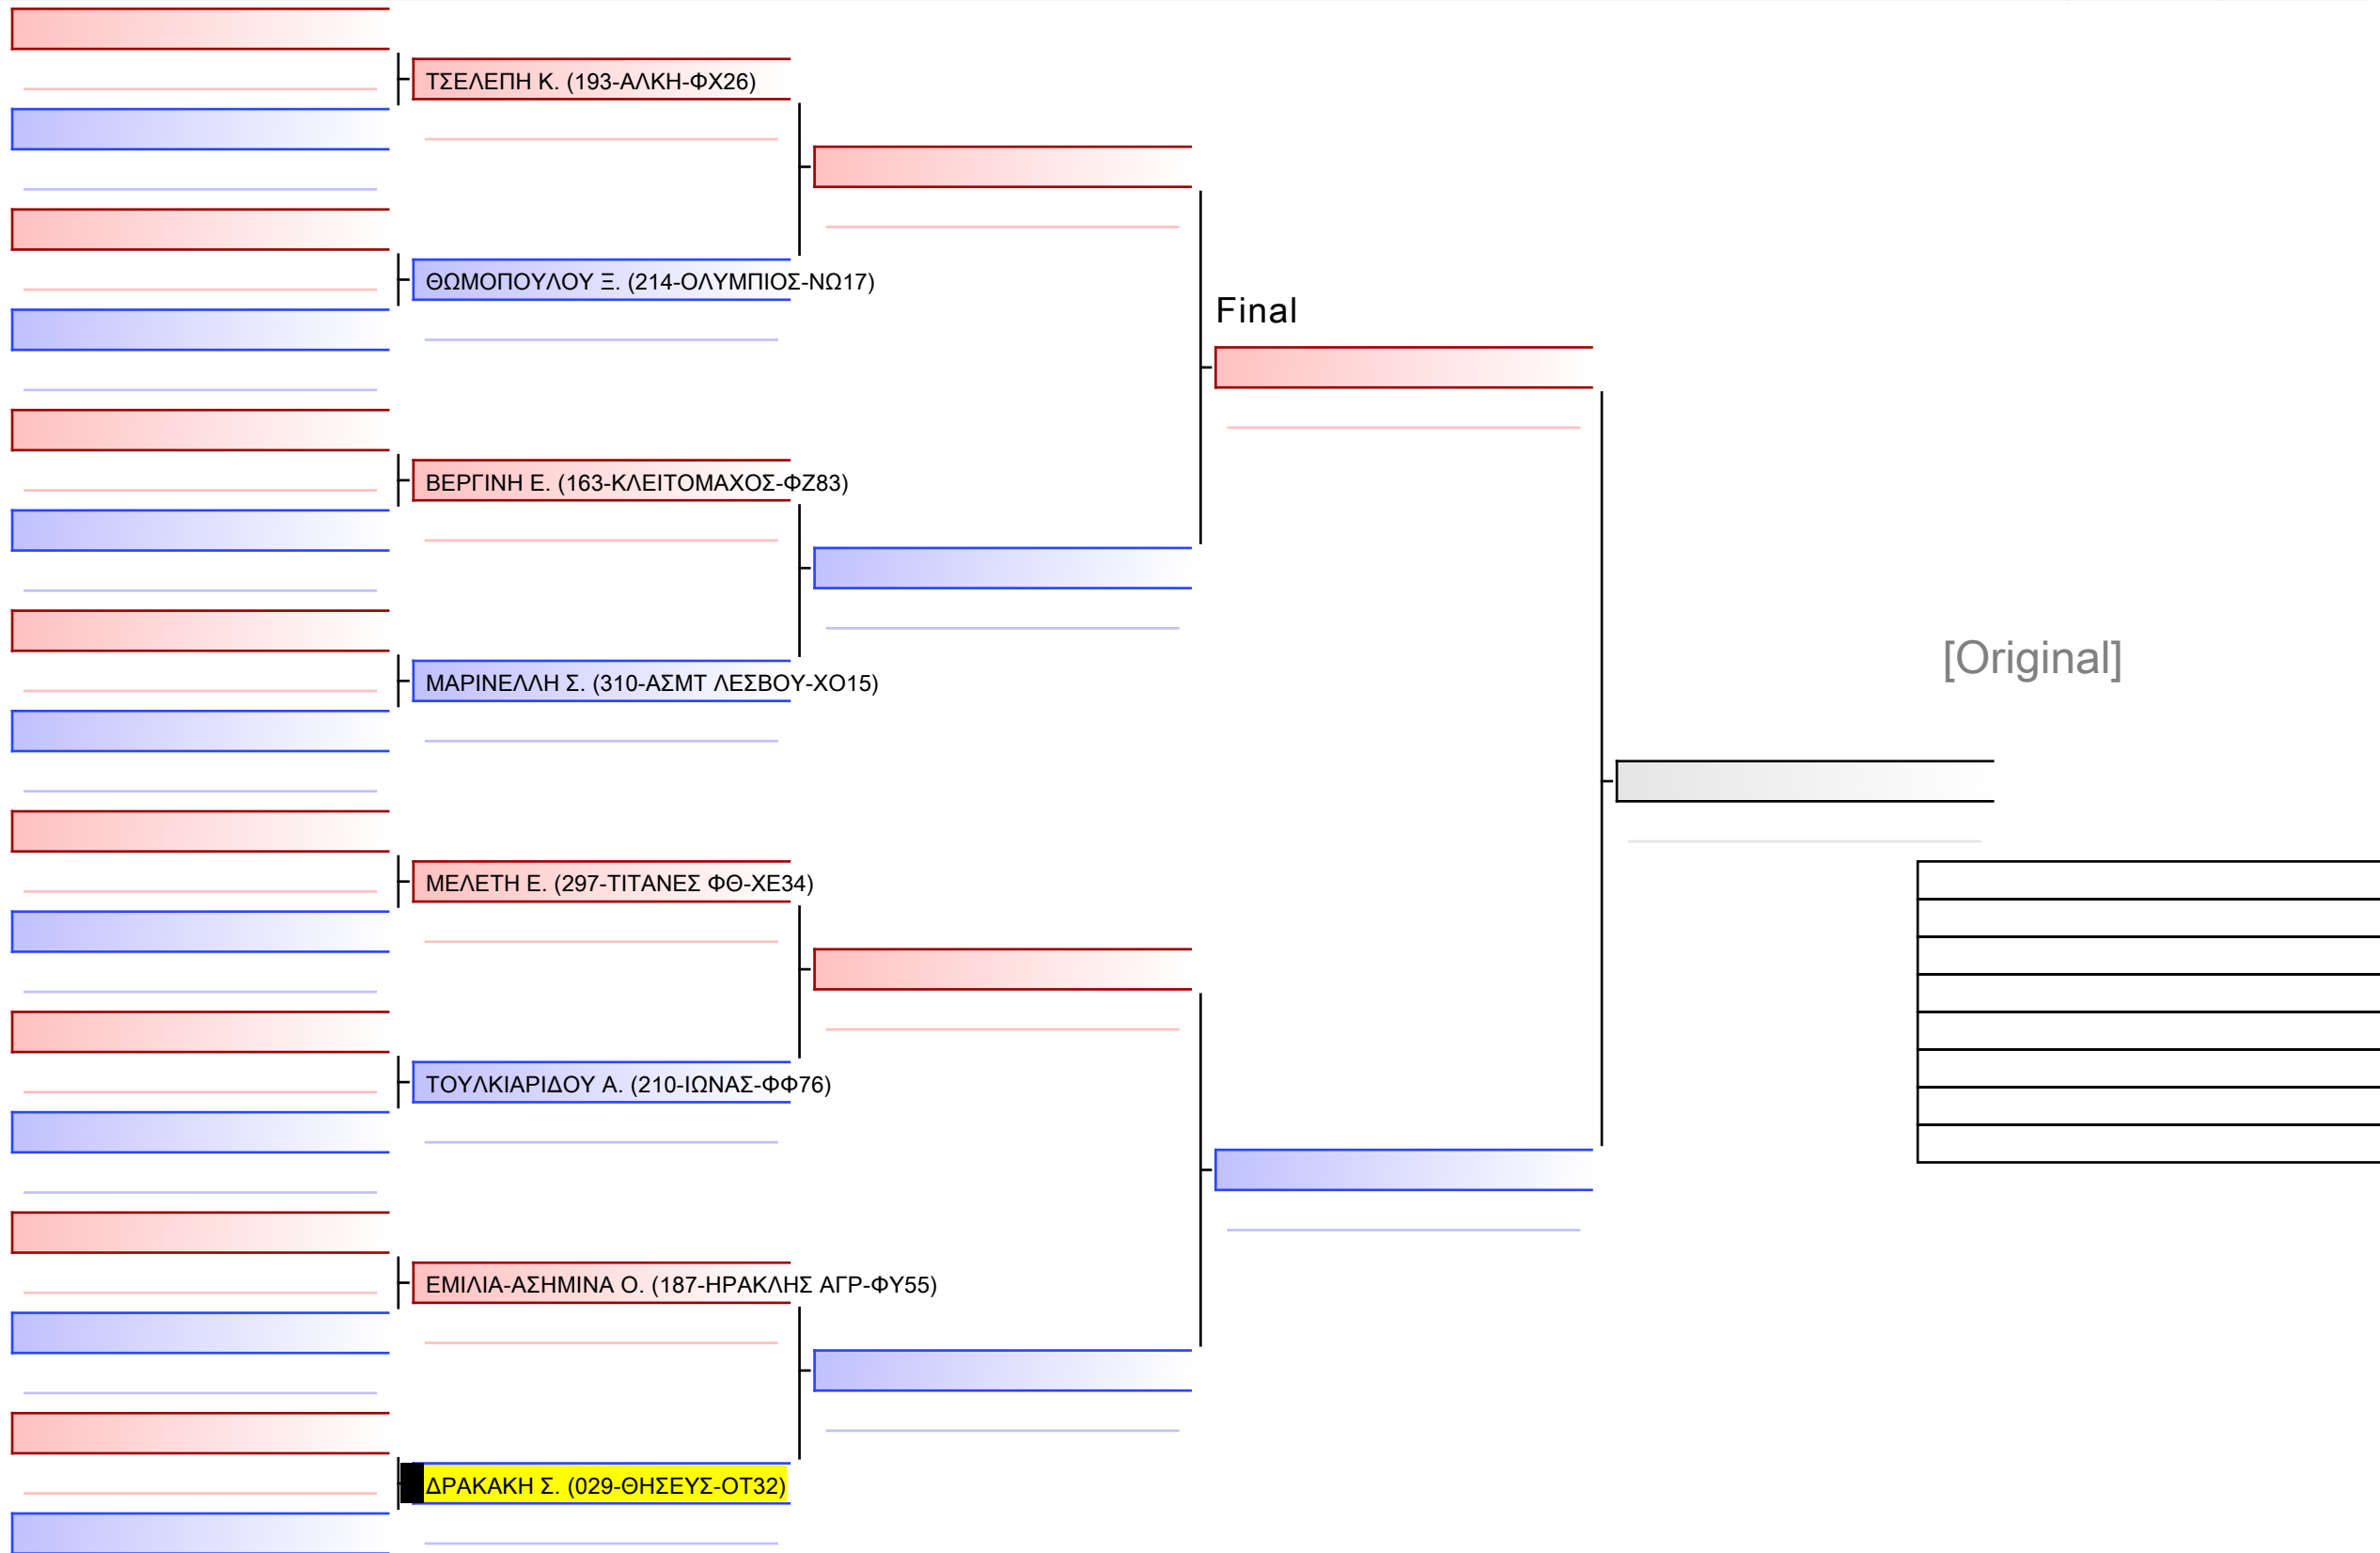 ΤΣΕΛΕΠΗ Κ. (193-ΑΛΚΗ-ΦΧ26)
ΘΩΜΟΠΟΥΛΟΥ Ξ. (214-ΟΛΥΜΠΙΟΣ-ΝΩ17)
Final
ΒΕΡΓΙΝΗ Ε. (163-ΚΛΕΙΤΟΜΑΧΟΣ-ΦΖ83)
ΜΑΡΙΝΕΛΛΗ Σ. (310-ΑΣΜΤ ΛΕΣΒΟΥ-ΧΟ15)
[Original]
ΜΕΛΕΤΗ Ε. (297-ΤΙΤΑΝΕΣ ΦΘ-ΧΕ34)
ΤΟΥΛΚΙΑΡΙΔΟΥ Α. (210-ΙΩΝΑΣ-ΦΦ76)
ΕΜΙΛΙΑ-ΑΣΗΜΙΝΑ Ο. (187-ΗΡΑΚΛΗΣ ΑΓΡ-ΦΥ55)
ΔΡΑΚΑΚΗ Σ. (029-ΘΗΣΕΥΣ-ΟΤ32)